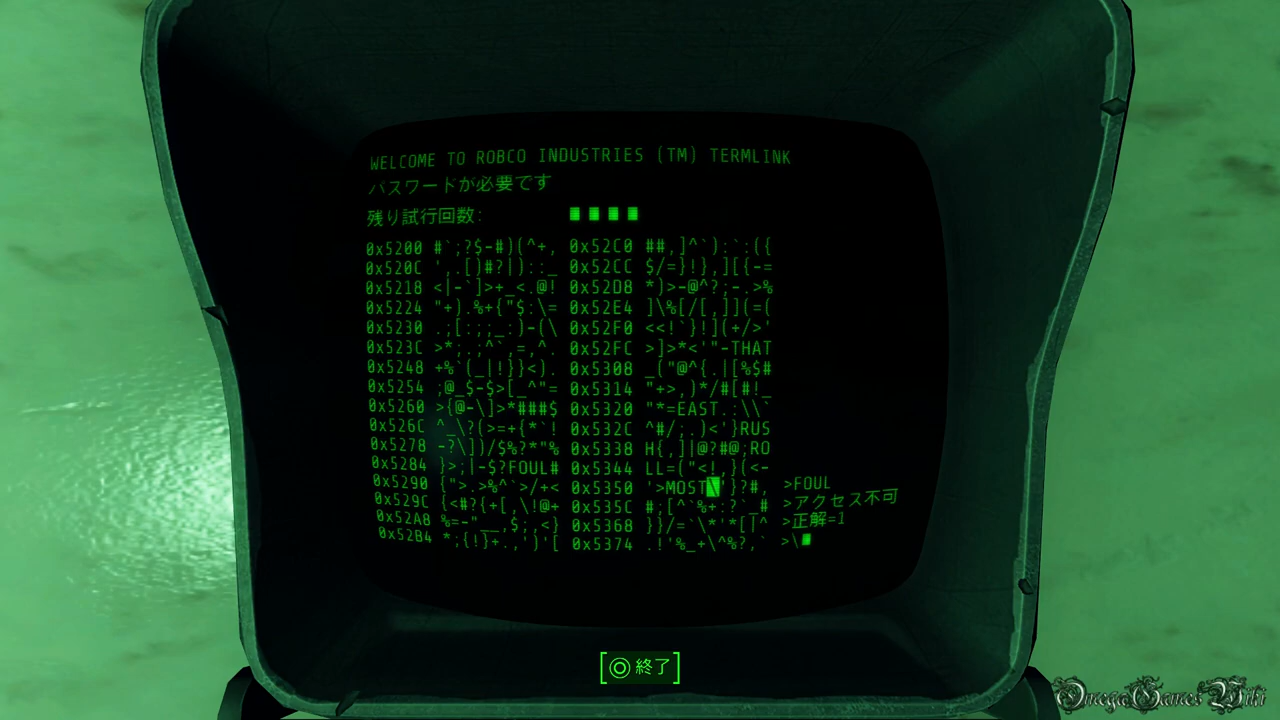 WELCOME TO ROBCO INDUSTRIES (TM) TERMLINK
パスワードが必要です
残り試行回数: ■ ■ ■ ■
0x5200 #`;?$-#)(^+, 0x52C0 ##,]^`):`:({
0x520C ',.[)#?|)::_ 0x52CC $/=}!},][{-=
0x5218 <|-`]>+_<.@! 0x52D8 *)>-@^?;-.>%
0x5224 "+).%+{"$:\= 0x52E4 ]\%[/[,]](=(
0x5230 .;[:;;_:)-(\ 0x52F0 <<!`}!](+/>'
0x523C >*;.;^`,=,^. 0x52FC >]>*<'"-THAT
0x5248 +%`(_|!}}<). 0x5308 _("@^{.|[%$#
0x5254 ;@_$-$>[_^"= 0x5314 "+>,)*/#[#!_
0x5260 >{@-\]>*###$ 0x5320 "*=EAST.:\\`
0x526C ^_\?(>=+{*`! 0x532C ^#/;.)<'}RUS
0x5278 -?\])/$%?*"% 0x5338 H{,]|@?#@;RO
0x5284 }>;|-$?FOUL# 0x5344 LL=("<!,}(<-
0x5290 {">.>%^`>/+< 0x5350 '>MOST\'}?#, >FOUL
0x529C {<#?{+[,\!@+ 0x535C #;[^`%+:?`_# >アクセス不可
0x52A8 %=-"__,$;,<} 0x5368 }}/=`\*'*[|^ >正解=1
0x52B4 *;{!}+.,')`[ 0x5374 .!'%_+\^%?,` >\■
◎ 終了
OmegaGames Wiki